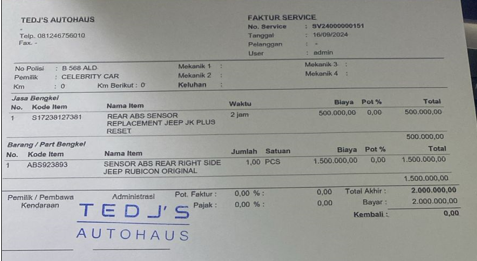 TEDJ'S AUTOHAUS
-
Telp. 081246756010
Fax. -
FAKTUR SERVICE
No. Service : SV24000000151
Tanggal : 16/09/2024
Pelanggan : -
User : admin
No Polisi : B 568 ALD
Pemilik : CELEBRITY CAR
Km : 0 Km Berikut : 0
Mekanik 1 :
Mekanik 2 :
Keluhan :
Mekanik 3 :
Mekanik 4 :
Jasa Bengkel
No. Kode Item Nama Item Waktu Biaya Pot % Total
1 S17238127381 REAR ABS SENSOR REPLACEMENT JEEP JK PLUS RESET 2 jam 500.000,00 0,00 500.000,00
500.000,00
Barang / Part Bengkel
No. Kode Item Nama Item Jumlah Satuan Biaya Pot % Total
1 ABS923893 SENSOR ABS REAR RIGHT SIDE JEEP RUBICON ORIGINAL 1,00 PCS 1.500.000,00 0,00 1.500.000,00
1.500.000,00
Pemilik / Pembawa Kendaraan
Administrasi
Pot. Faktur : 0,00 % : 0,00
Pajak : 0,00 % : 0,00
Total Akhir : 2.000.000,00
Bayar : 2.000.000,00
Kembali : 0,00
TEDJ'S
AUTOHAUS